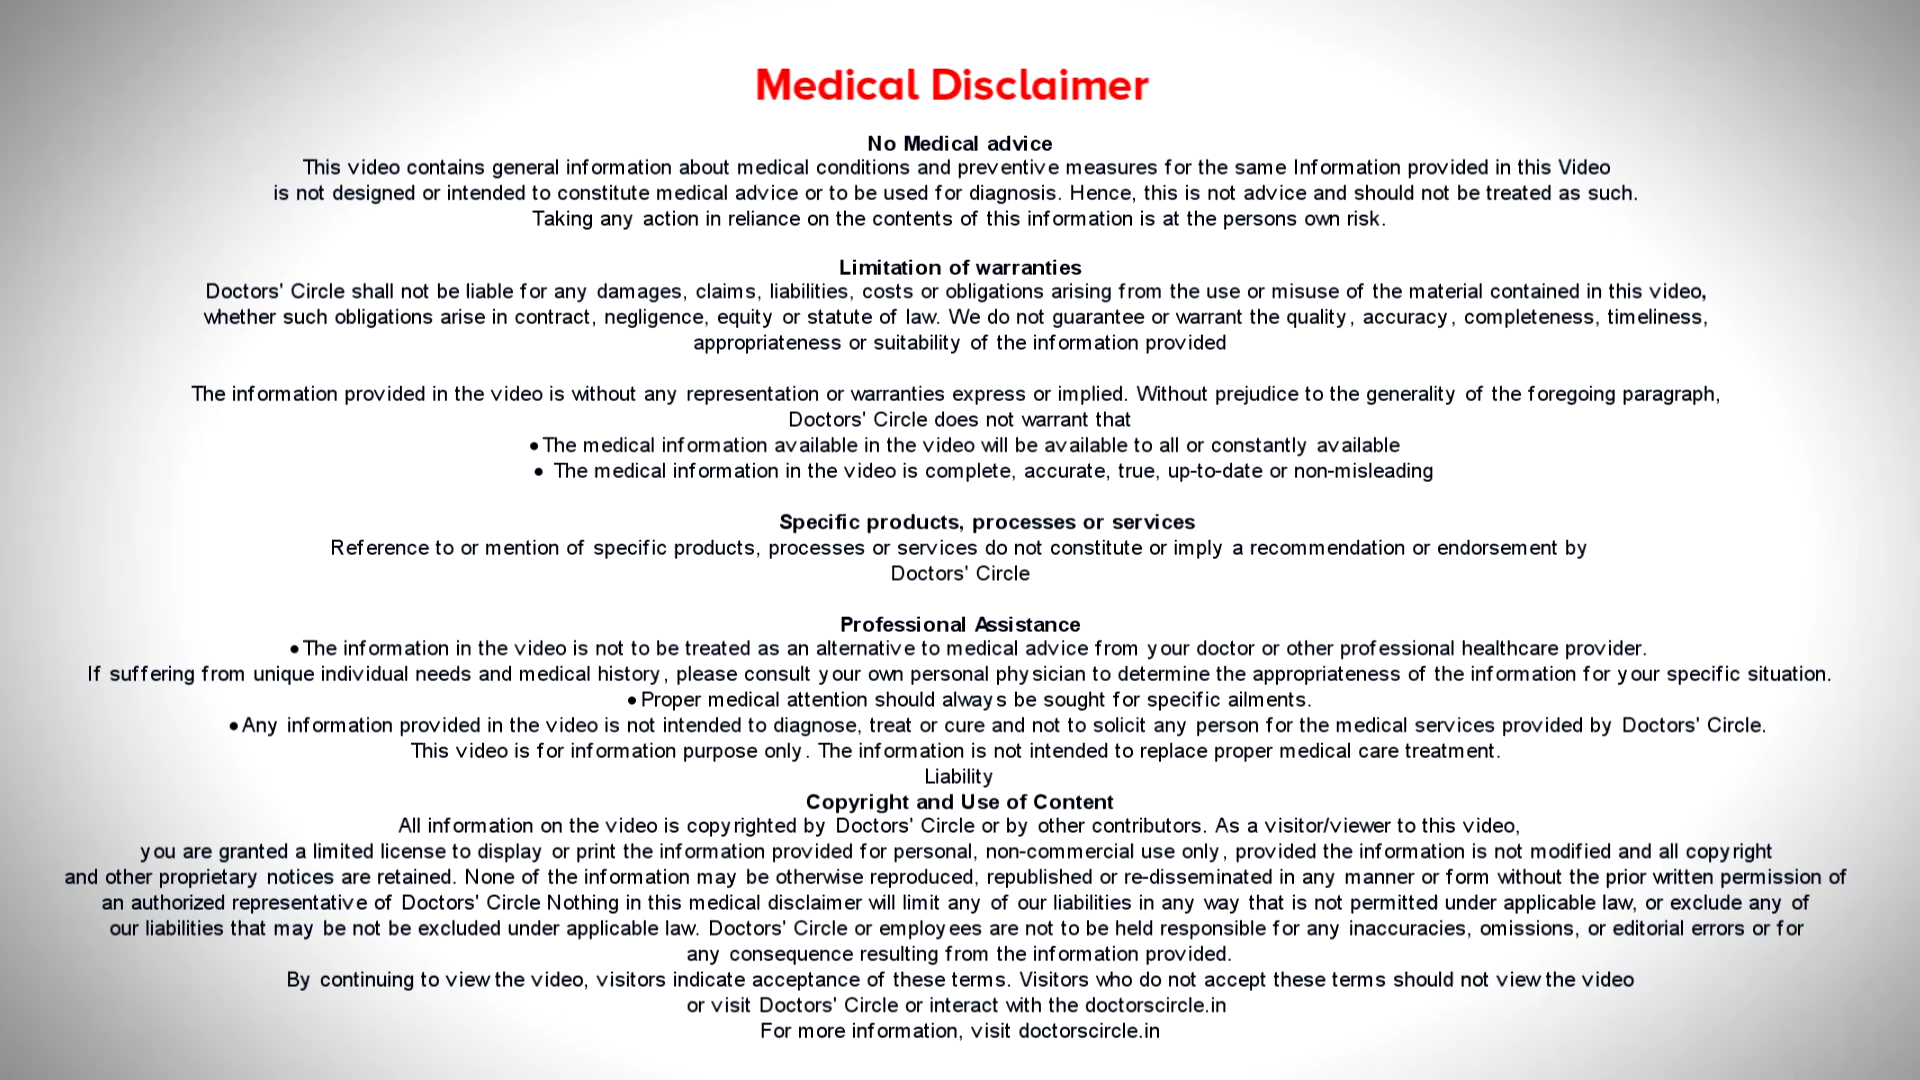 Medical Disclaimer
No Medical advice
This video contains general information about medical conditions and preventive measures for the same Information provided in this Video
is not designed or intended to constitute medical advice or to be used for diagnosis. Hence, this is not advice and should not be treated as such.
Taking any action in reliance on the contents of this information is at the persons own risk.
Limitation of warranties
Doctors' Circle shall not be liable for any damages, claims, liabilities, costs or obligations arising from the use or misuse of the material contained in this video,
whether such obligations arise in contract, negligence, equity or statute of law. We do not guarantee or warrant the quality, accuracy, completeness, timeliness,
appropriateness or suitability of the information provided
The information provided in the video is without any representation or warranties express or implied. Without prejudice to the generality of the foregoing paragraph,
Doctors' Circle does not warrant that
● The medical information available in the video will be available to all or constantly available
● The medical information in the video is complete, accurate, true, up-to-date or non-misleading
Specific products, processes or services
Reference to or mention of specific products, processes or services do not constitute or imply a recommendation or endorsement by
Doctors' Circle
Professional Assistance
● The information in the video is not to be treated as an alternative to medical advice from your doctor or other professional healthcare provider.
If suffering from unique individual needs and medical history, please consult your own personal physician to determine the appropriateness of the information for your specific situation.
● Proper medical attention should always be sought for specific ailments.
● Any information provided in the video is not intended to diagnose, treat or cure and not to solicit any person for the medical services provided by Doctors' Circle.
This video is for information purpose only. The information is not intended to replace proper medical care treatment.
Liability
Copyright and Use of Content
All information on the video is copyrighted by Doctors' Circle or by other contributors. As a visitor/viewer to this video,
you are granted a limited license to display or print the information provided for personal, non-commercial use only, provided the information is not modified and all copyright
and other proprietary notices are retained. None of the information may be otherwise reproduced, republished or re-disseminated in any manner or form without the prior written permission of
an authorized representative of Doctors' Circle Nothing in this medical disclaimer will limit any of our liabilities in any way that is not permitted under applicable law, or exclude any of
our liabilities that may be not be excluded under applicable law. Doctors' Circle or employees are not to be held responsible for any inaccuracies, omissions, or editorial errors or for
any consequence resulting from the information provided.
By continuing to view the video, visitors indicate acceptance of these terms. Visitors who do not accept these terms should not view the video
or visit Doctors' Circle or interact with the doctorscircle.in
For more information, visit doctorscircle.in